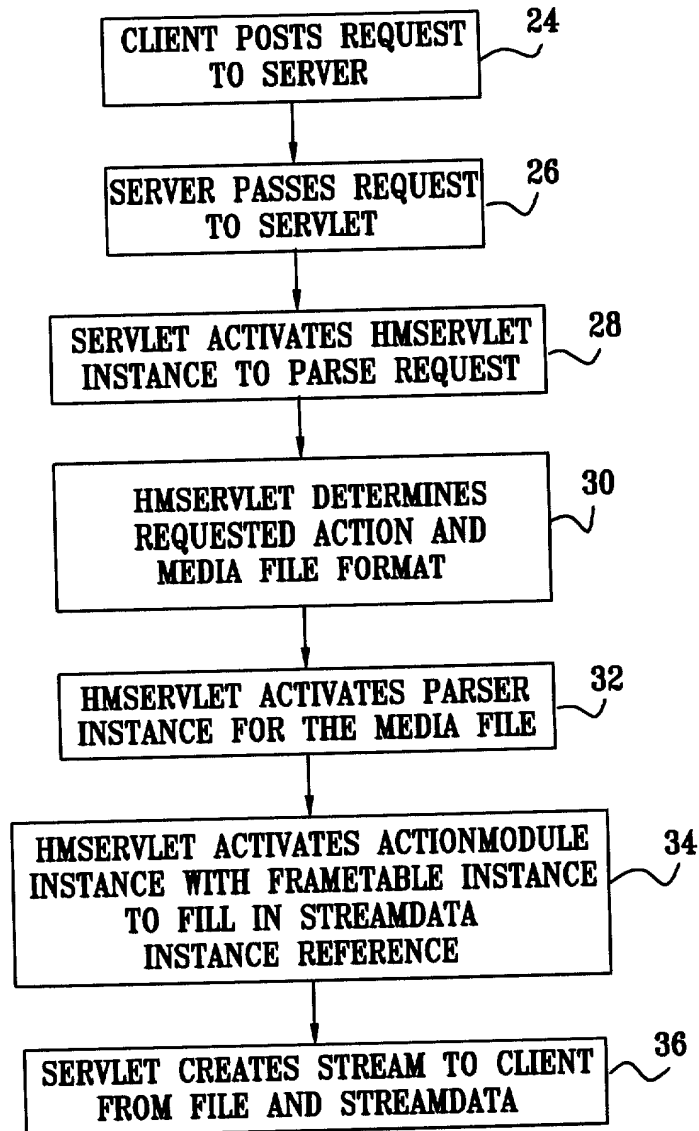 CLIENT POSTS REQUEST
TO SERVER
24
SERVER PASSES REQUEST
TO SERVLET
26
SERVLET ACTIVATES HMSERVLET
INSTANCE TO PARSE REQUEST
28
HMSERVLET DETERMINES
REQUESTED ACTION AND
MEDIA FILE FORMAT
30
HMSERVLET ACTIVATES PARSER
INSTANCE FOR THE MEDIA FILE
32
HMSERVLET ACTIVATES ACTIONMODULE
INSTANCE WITH FRAMETABLE INSTANCE
TO FILL IN STREAMDATA
INSTANCE REFERENCE
34
SERVLET CREATES STREAM TO CLIENT
FROM FILE AND STREAMDATA
36